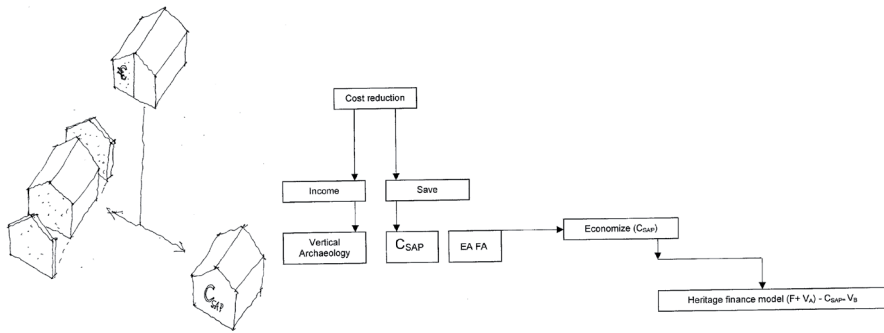 Cost reduction
Income
Save
Vertical
Archaeology
CSAP
EA FA
Economize (CSAP)
Heritage finance model (F+ VA) - CSAP- VB
CSAP